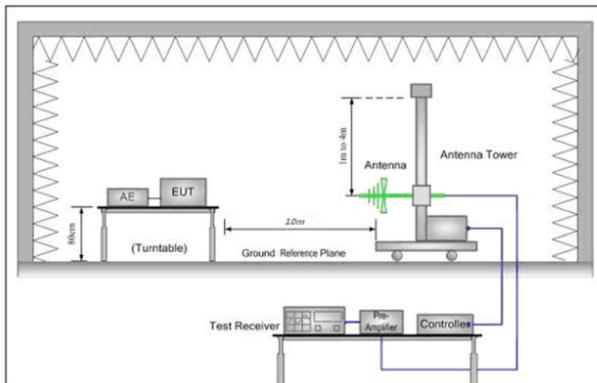 1m to 4m
Antenna
Antenna Tower
AE
EUT
80cm
(Turntable)
10m
Ground Reference Plane
Test Receiver
Pre-
Amplifier
Controller